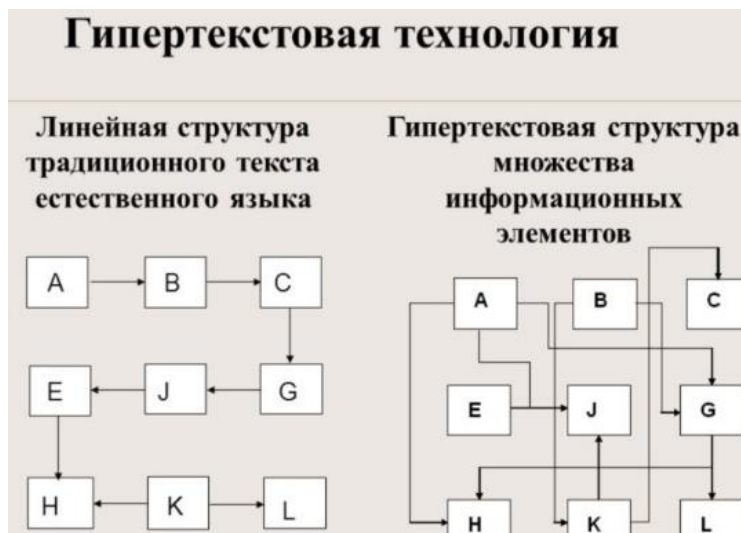 Гипертекстовая технология
Линейная структура
традиционного текста
естественного языка
Гипертекстовая структура
множества
информационных
элементов
A B C
E J G
H K L
A B C
E J G
H K L